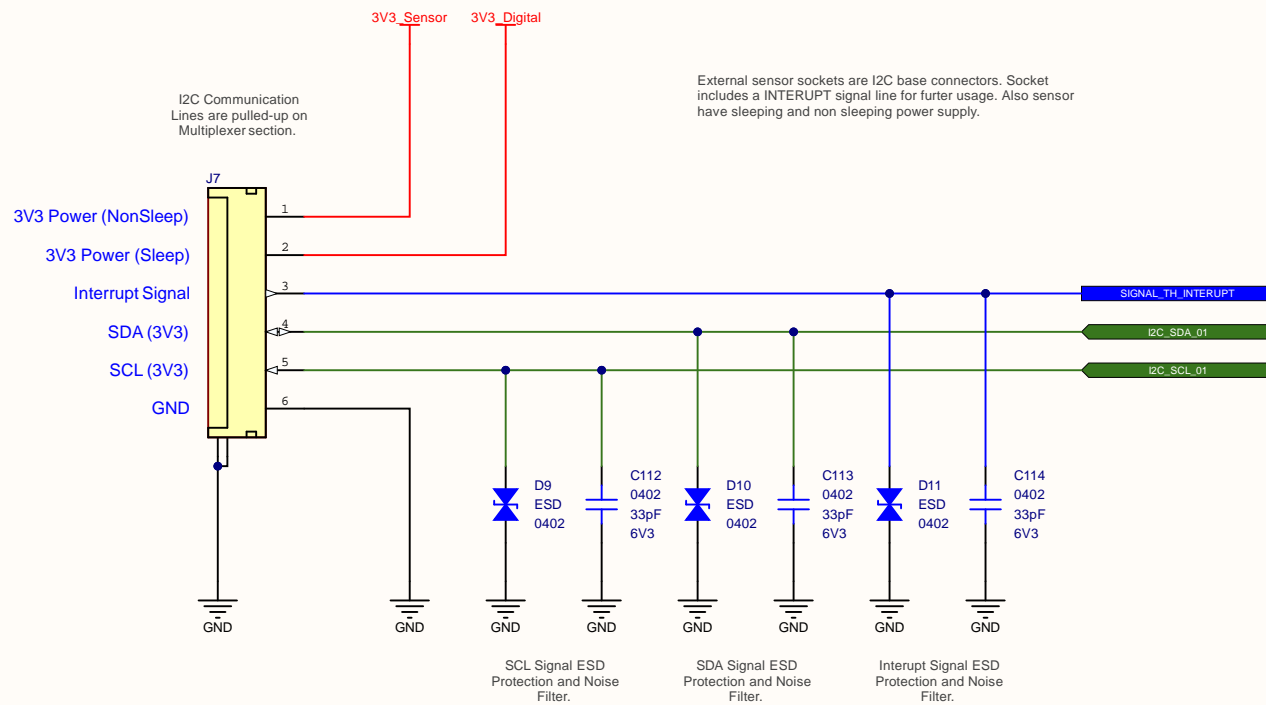 3V3_Sensor
3V3_Digital
I2C Communication
Lines are pulled-up on
Multiplexer section.
External sensor sockets are I2C base connectors. Socket
includes a INTERUPT signal line for furter usage. Also sensor
have sleeping and non sleeping power supply.
J7
3V3 Power (NonSleep)
1
3V3 Power (Sleep)
2
Interrupt Signal
3
SIGNAL_TH_INTERUPT
SDA (3V3)
4
I2C_SDA_01
SCL (3V3)
5
I2C_SCL_01
GND
6
D9
ESD
0402
C112
0402
33pF
6V3
D10
ESD
0402
C113
0402
33pF
6V3
D11
ESD
0402
C114
0402
33pF
6V3
GND
GND
GND
GND
GND
GND
GND
GND
SCL Signal ESD
Protection and Noise
Filter.
SDA Signal ESD
Protection and Noise
Filter.
Interupt Signal ESD
Protection and Noise
Filter.